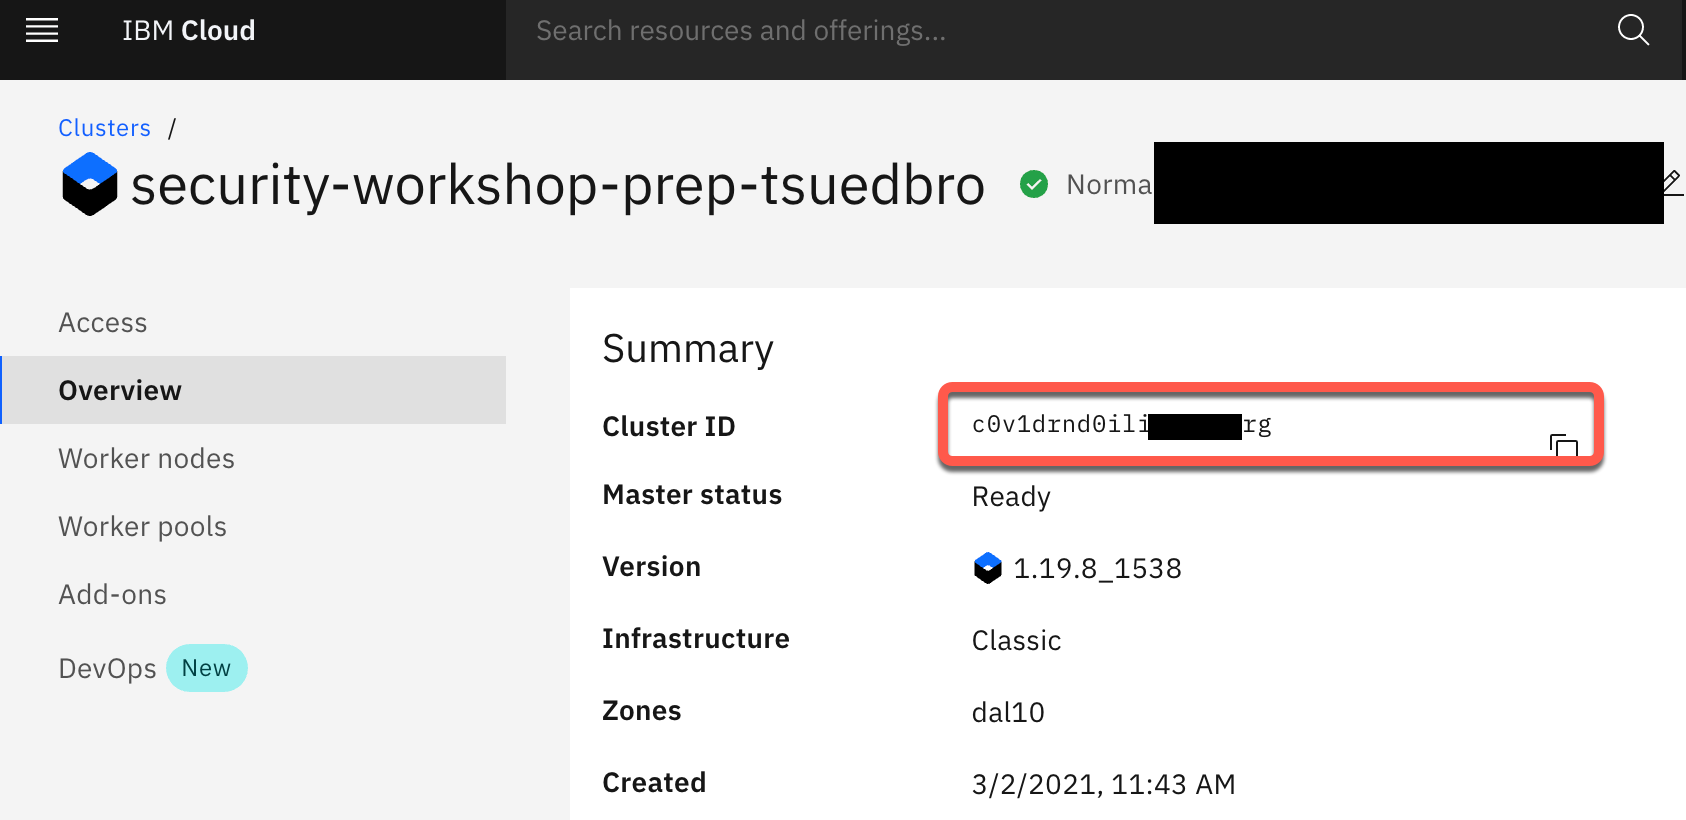 IBM Cloud
Search resources and offerings...
Clusters /
security-workshop-prep-tsuedbro
Norma
Access
Overview
Worker nodes
Worker pools
Add-ons
DevOps New
Summary
Cluster ID c0v1drnd0ili rg
Master status Ready
Version 1.19.8_1538
Infrastructure Classic
Zones dal10
Created 3/2/2021, 11:43 AM